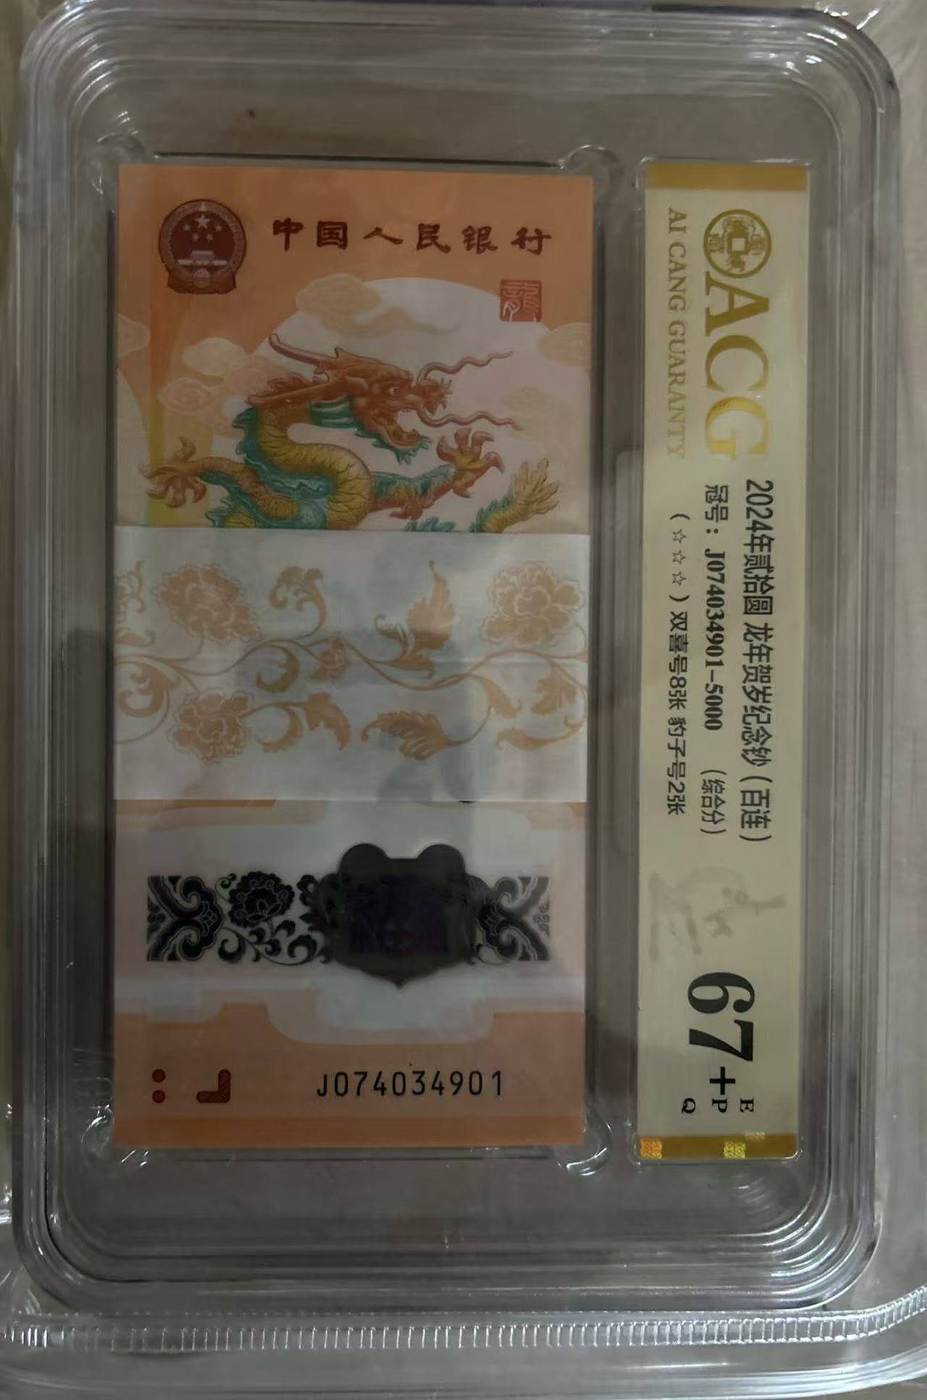 中国人民银行
龍
J074034901
ACG
AI CANG GUARANTY
2024年贰拾圆 龙年贺岁纪念钞（百连）
冠号：J074034901-5000 （综合分）
（☆☆☆）双喜号8张 豹子号2张
67+
E
P
Q